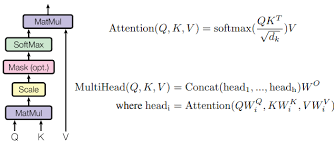 MatMul
SoftMax
Mask (opt.)
Scale
MatMul
Q K V
Attention(Q, K, V) = softmax(QK^T / √d_k)V
MultiHead(Q, K, V) = Concat(head_1, ..., head_h)W^O
where head_i = Attention(QW_i^Q, KW_i^K, VW_i^V)